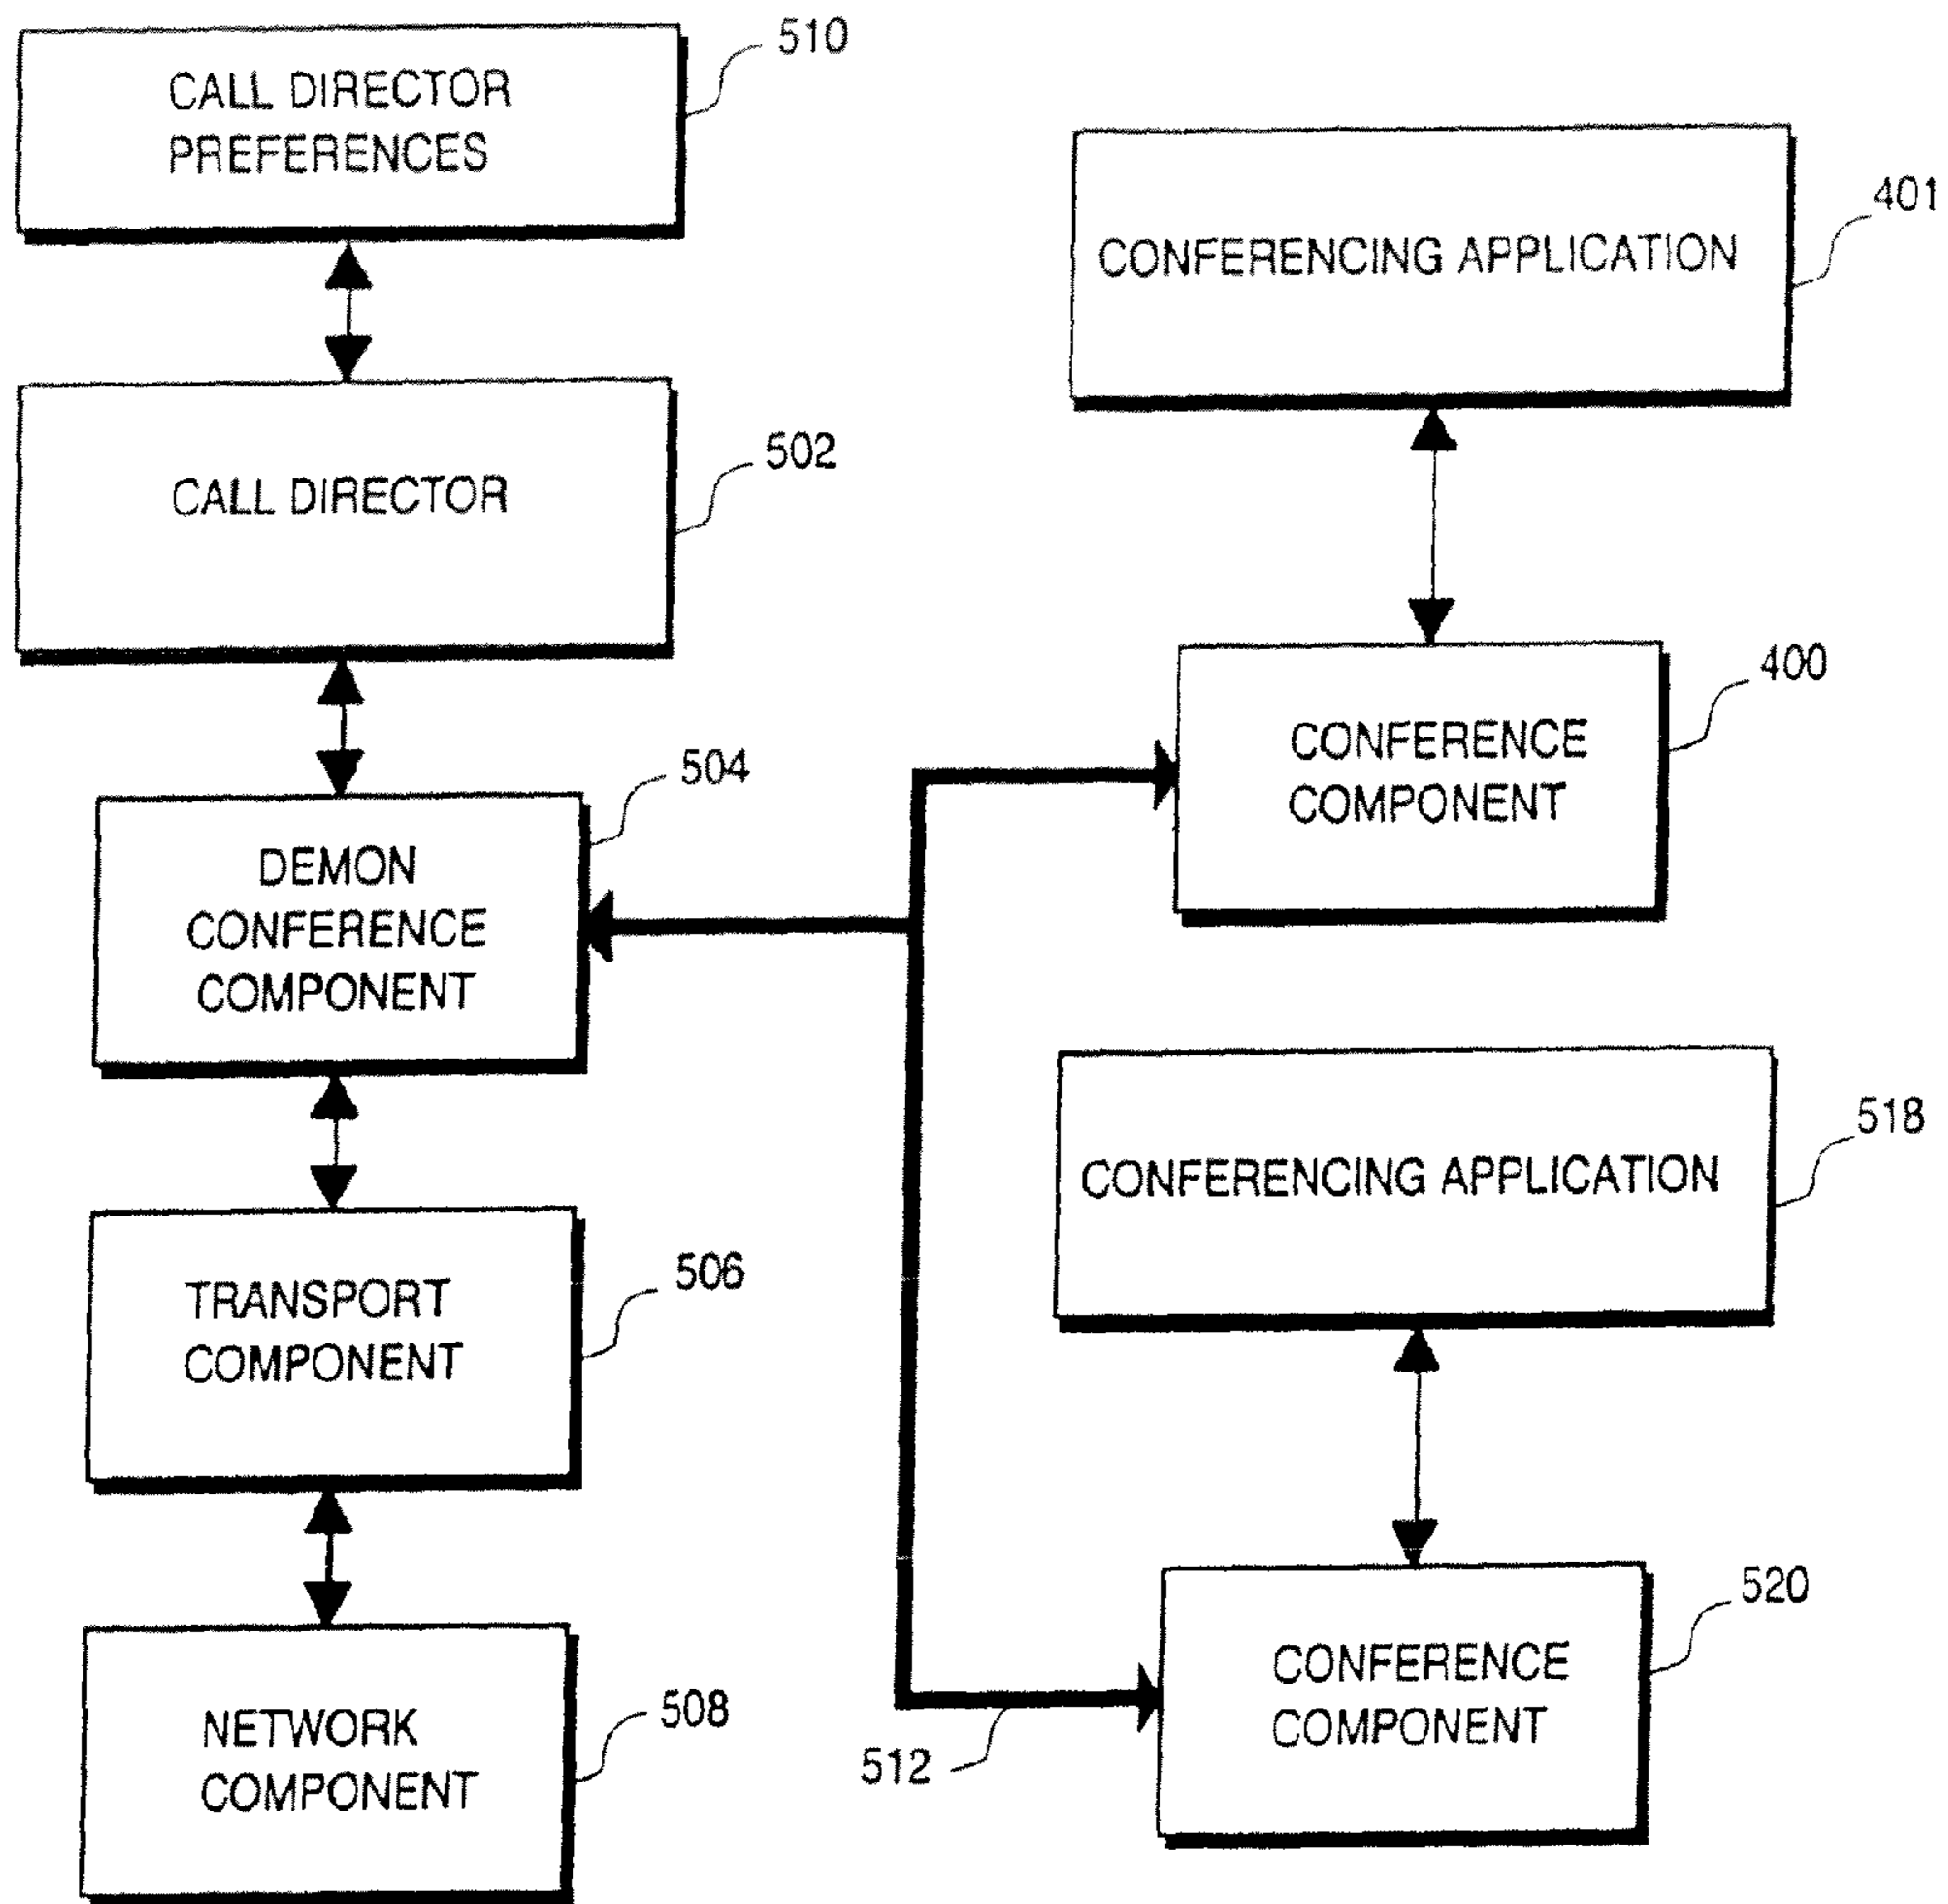 510
CALL DIRECTOR
PREFERENCES
401
CONFERENCING APPLICATION
502
CALL DIRECTOR
400
CONFERENCE
COMPONENT
504
DEMON
CONFERENCE
COMPONENT
518
CONFERENCING APPLICATION
506
TRANSPORT
COMPONENT
520
CONFERENCE
COMPONENT
508
NETWORK
COMPONENT
512